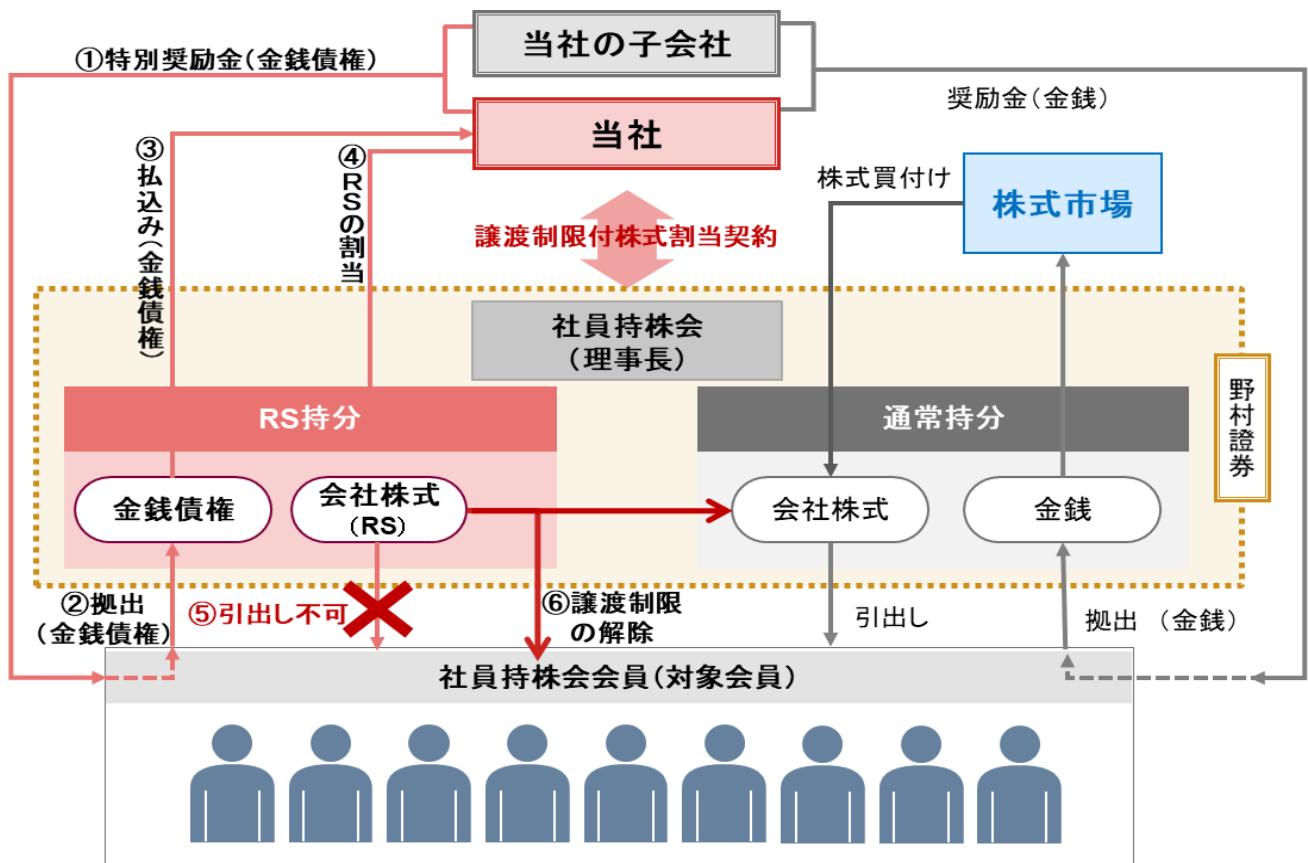 当社の子会社
①特別奨励金(金銭債権)
奨励金(金銭)
当社
③払込み(金銭債権)
④RSの割当
株式買付け
株式市場
譲渡制限付株式割当契約
社員持株会
(理事長)
野村證券
RS持分
通常持分
金銭債権
会社株式
(RS)
会社株式
金銭
②拠出
(金銭債権)
⑤引出し不可
⑥譲渡制限
の解除
引出し
拠出 (金銭)
社員持株会会員(対象会員)